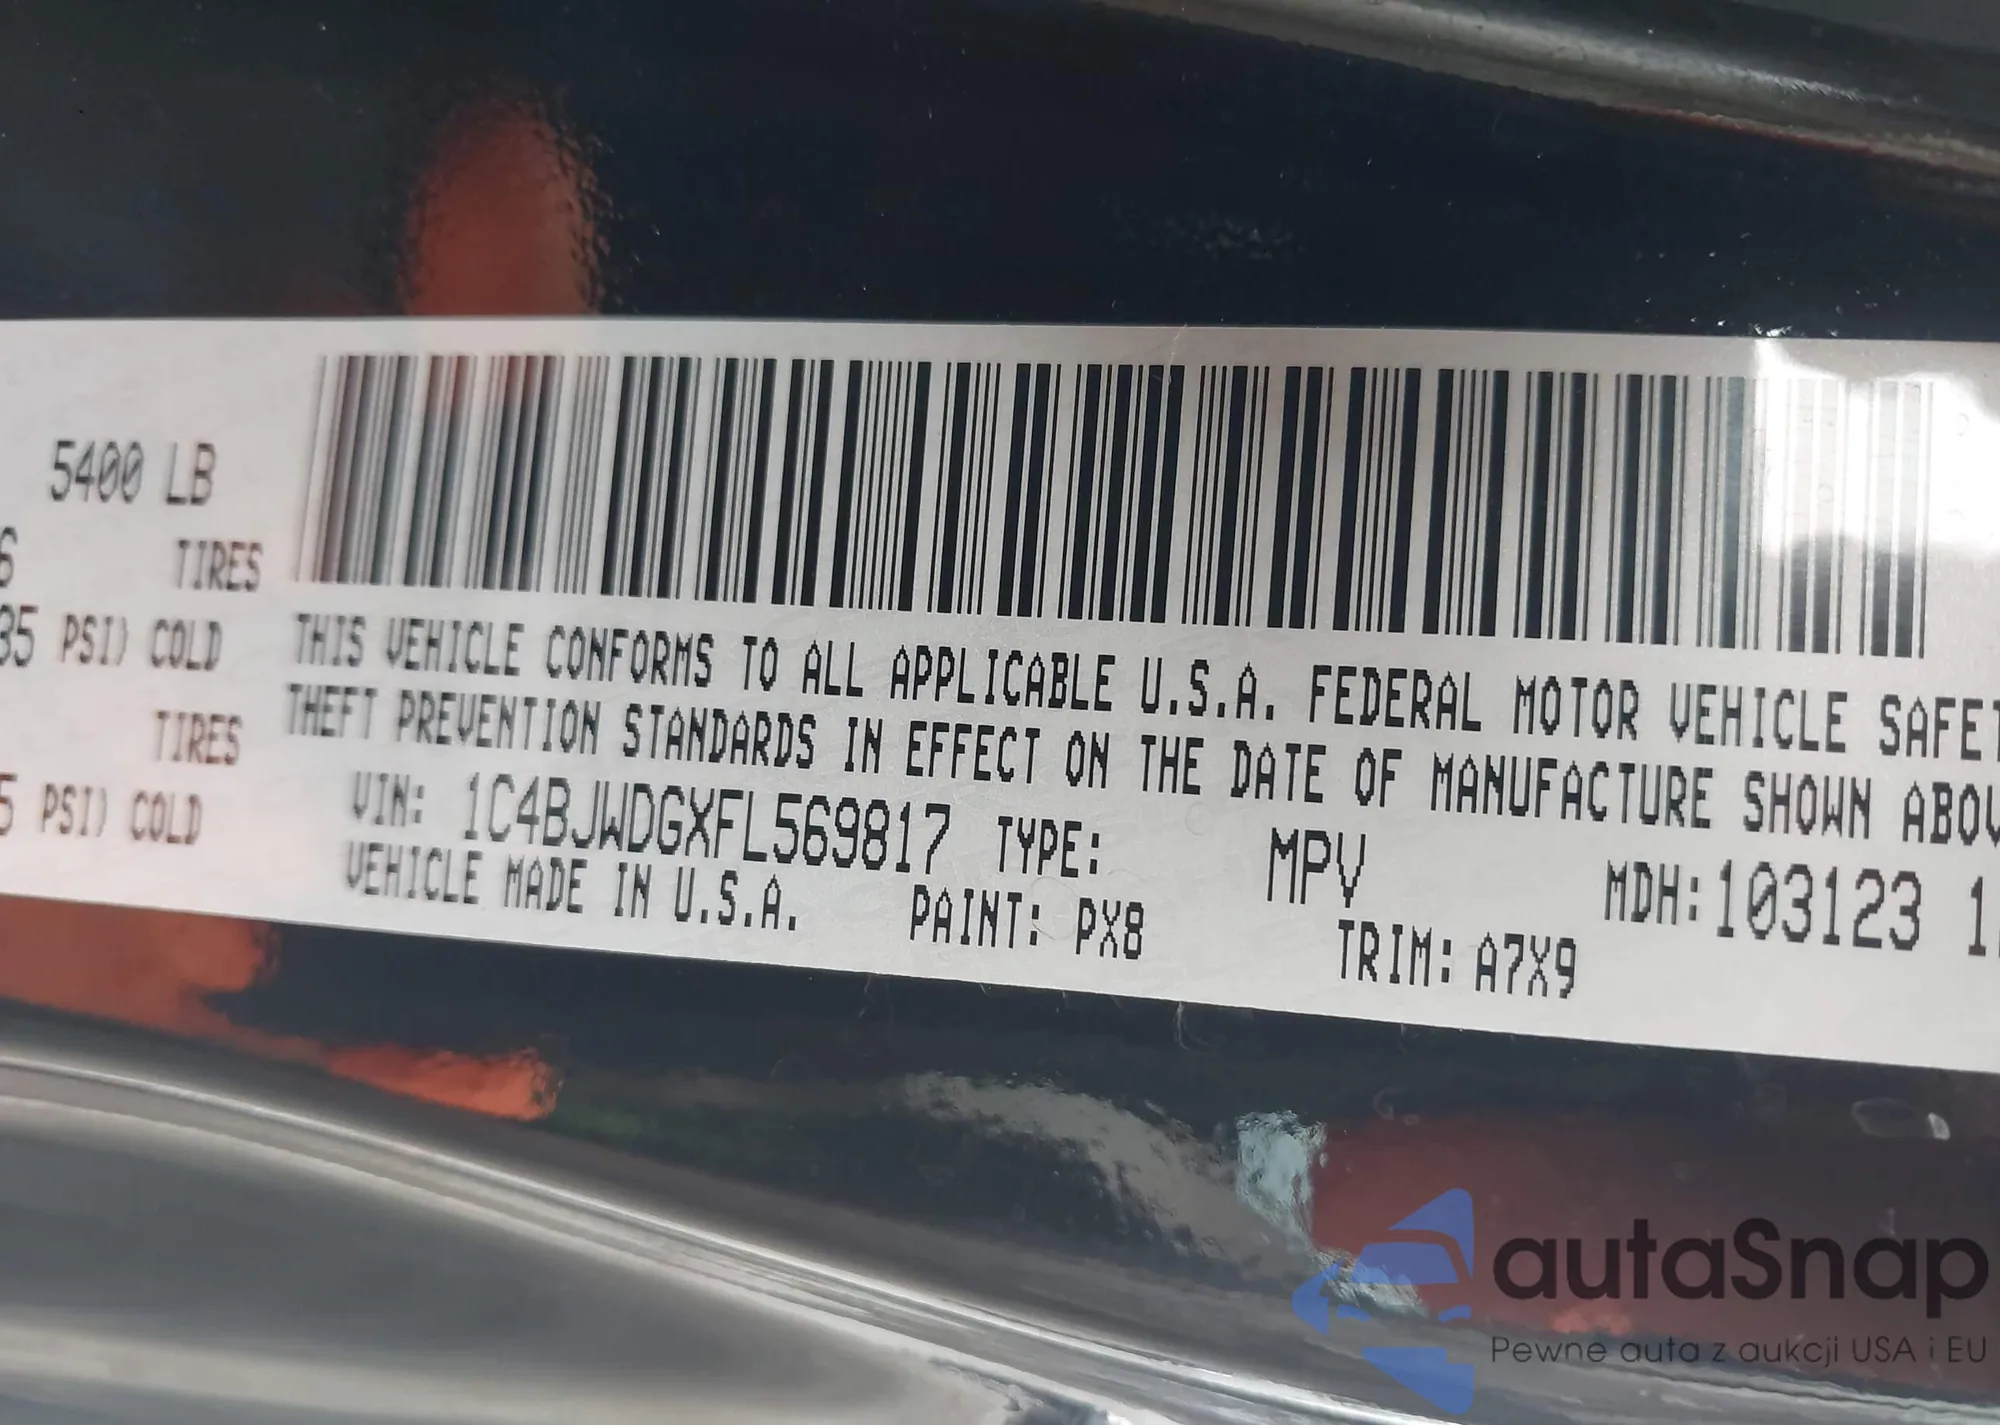 5400 LB
6 TIRES
35 PSI) COLD
TIRES
5 PSI) COLD
THIS VEHICLE CONFORMS TO ALL APPLICABLE U.S.A. FEDERAL MOTOR VEHICLE SAFET
THEFT PREVENTION STANDARDS IN EFFECT ON THE DATE OF MANUFACTURE SHOWN ABOV
VIN: 1C4BJWDGXFL569817 TYPE: MPV MDH:103123 1
VEHICLE MADE IN U.S.A. PAINT: PX8 TRIM: A7X9
autaSnap
Pewne auta z aukcji USA i EU